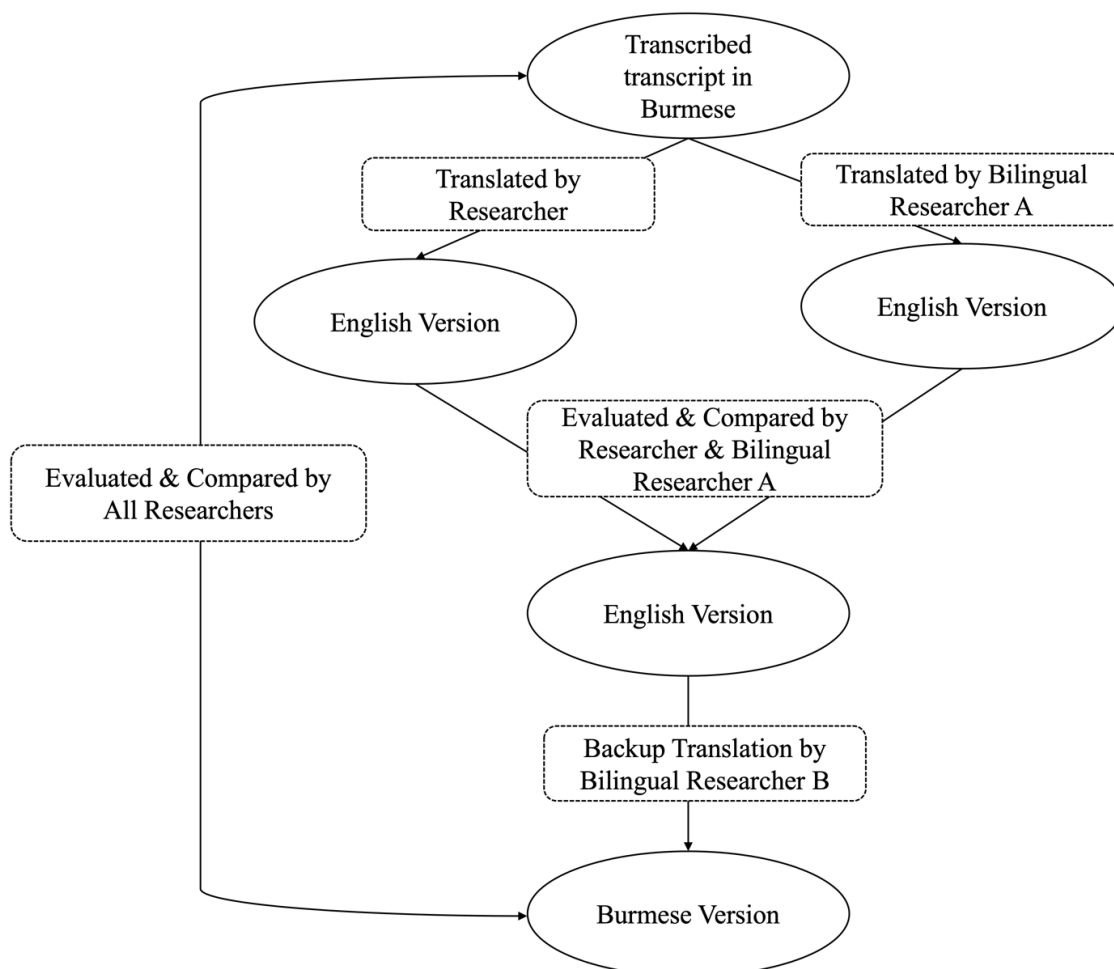 Transcribed
transcript in
Burmese
Translated by
Researcher
Translated by Bilingual
Researcher A
English Version
English Version
Evaluated & Compared by
Researcher & Bilingual
Researcher A
Evaluated & Compared by
All Researchers
English Version
Backup Translation by
Bilingual Researcher B
Burmese Version